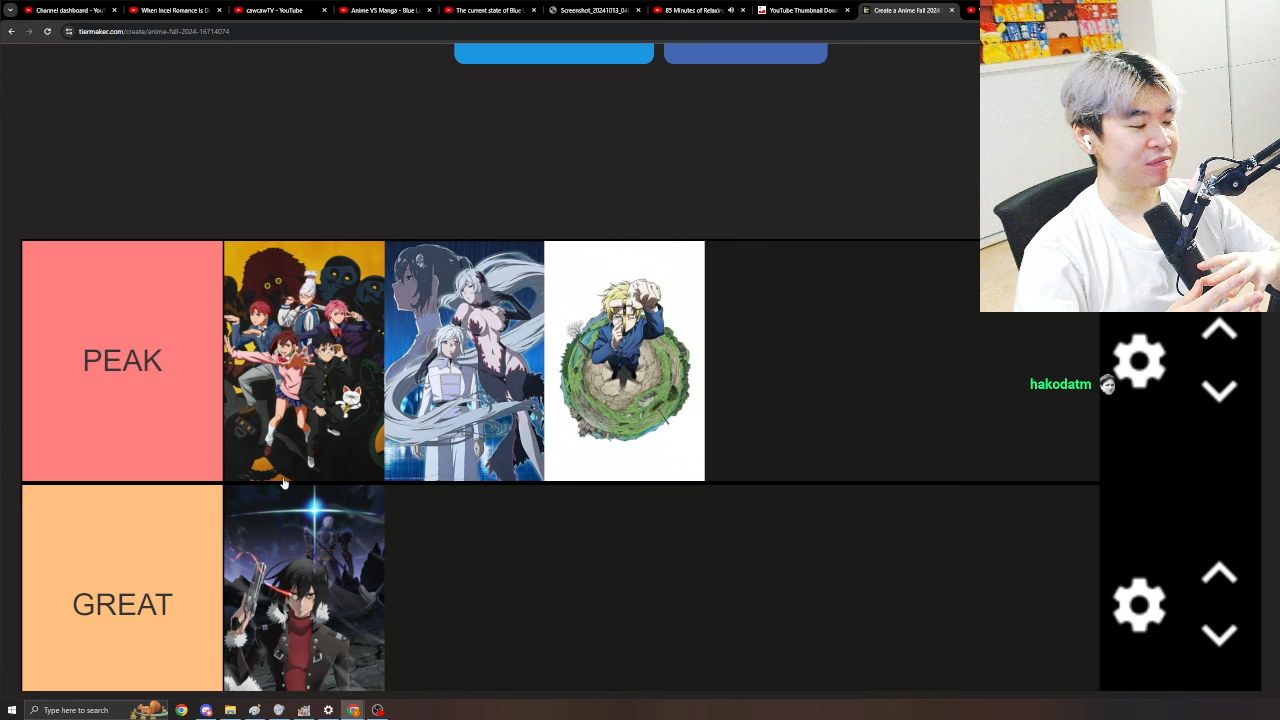 Channel dashboard - You
When Incel Romance Is D
cawcawTV - YouTube
Anime VS Manga - Blue L
The current state of Blue
Screenshot_20241013_04
85 Minutes of Relaxing
YouTube Thumbnail Dow
Create a Anime Fall 2024
tiermaker.com/create/anime-fall-2024-16714074
PEAK
hakodatm
GREAT
Type here to search